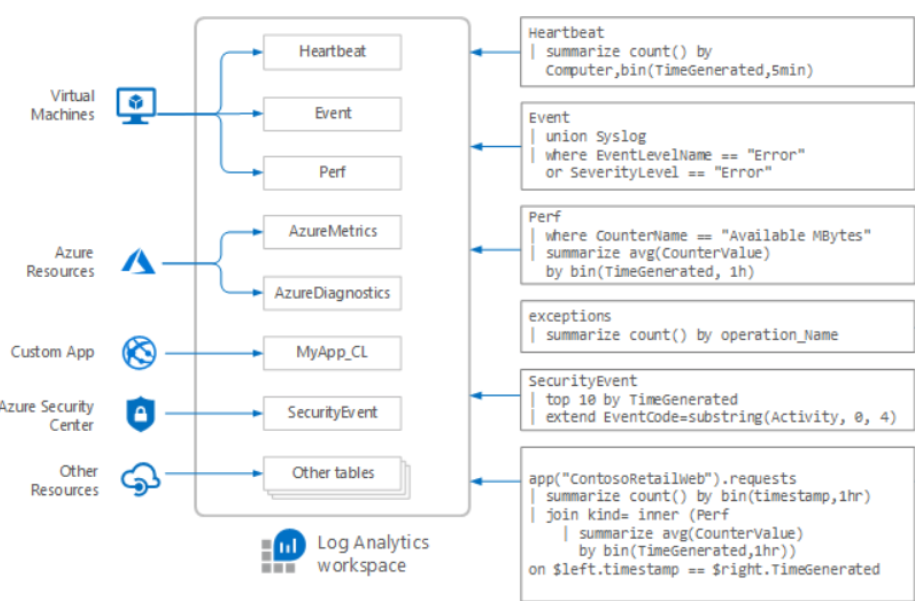 Virtual
Machines
Azure
Resources
Custom App
Azure Security
Center
Other
Resources
Heartbeat
Event
Perf
AzureMetrics
AzureDiagnostics
MyApp_CL
SecurityEvent
Other tables
Log Analytics
workspace
Heartbeat
| summarize count() by
Computer,bin(TimeGenerated,5min)
Event
| union Syslog
| where EventLevelName == "Error"
or SeverityLevel == "Error"
Perf
| where CounterName == "Available MBytes"
| summarize avg(CounterValue)
by bin(TimeGenerated, 1h)
exceptions
| summarize count() by operation_Name
SecurityEvent
| top 10 by TimeGenerated
| extend EventCode=substring(Activity, 0, 4)
app("ContosoRetailWeb").requests
| summarize count() by bin(timestamp,1hr)
| join kind= inner (Perf
| summarize avg(CounterValue)
by bin(TimeGenerated,1hr))
on $left.timestamp == $right.TimeGenerated